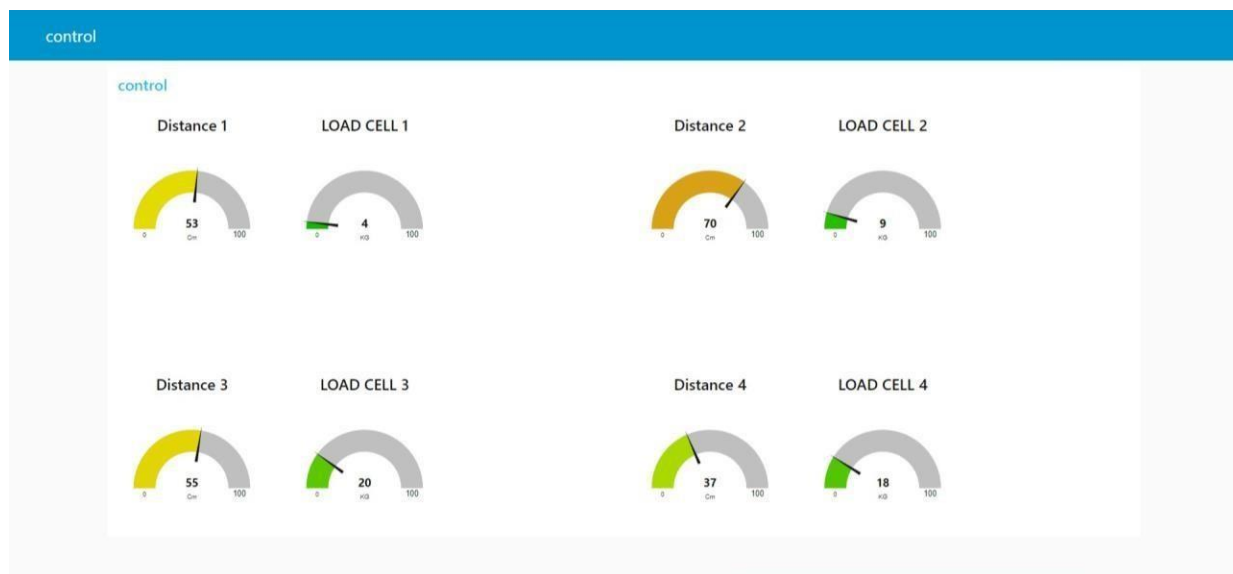 control
control
Distance 1
LOAD CELL 1
Distance 2
LOAD CELL 2
53
Cm
0
100
4
KG
0
100
70
Cm
0
100
9
KG
0
100
Distance 3
LOAD CELL 3
Distance 4
LOAD CELL 4
55
Cm
0
100
20
KG
0
100
37
Cm
0
100
18
KG
0
100